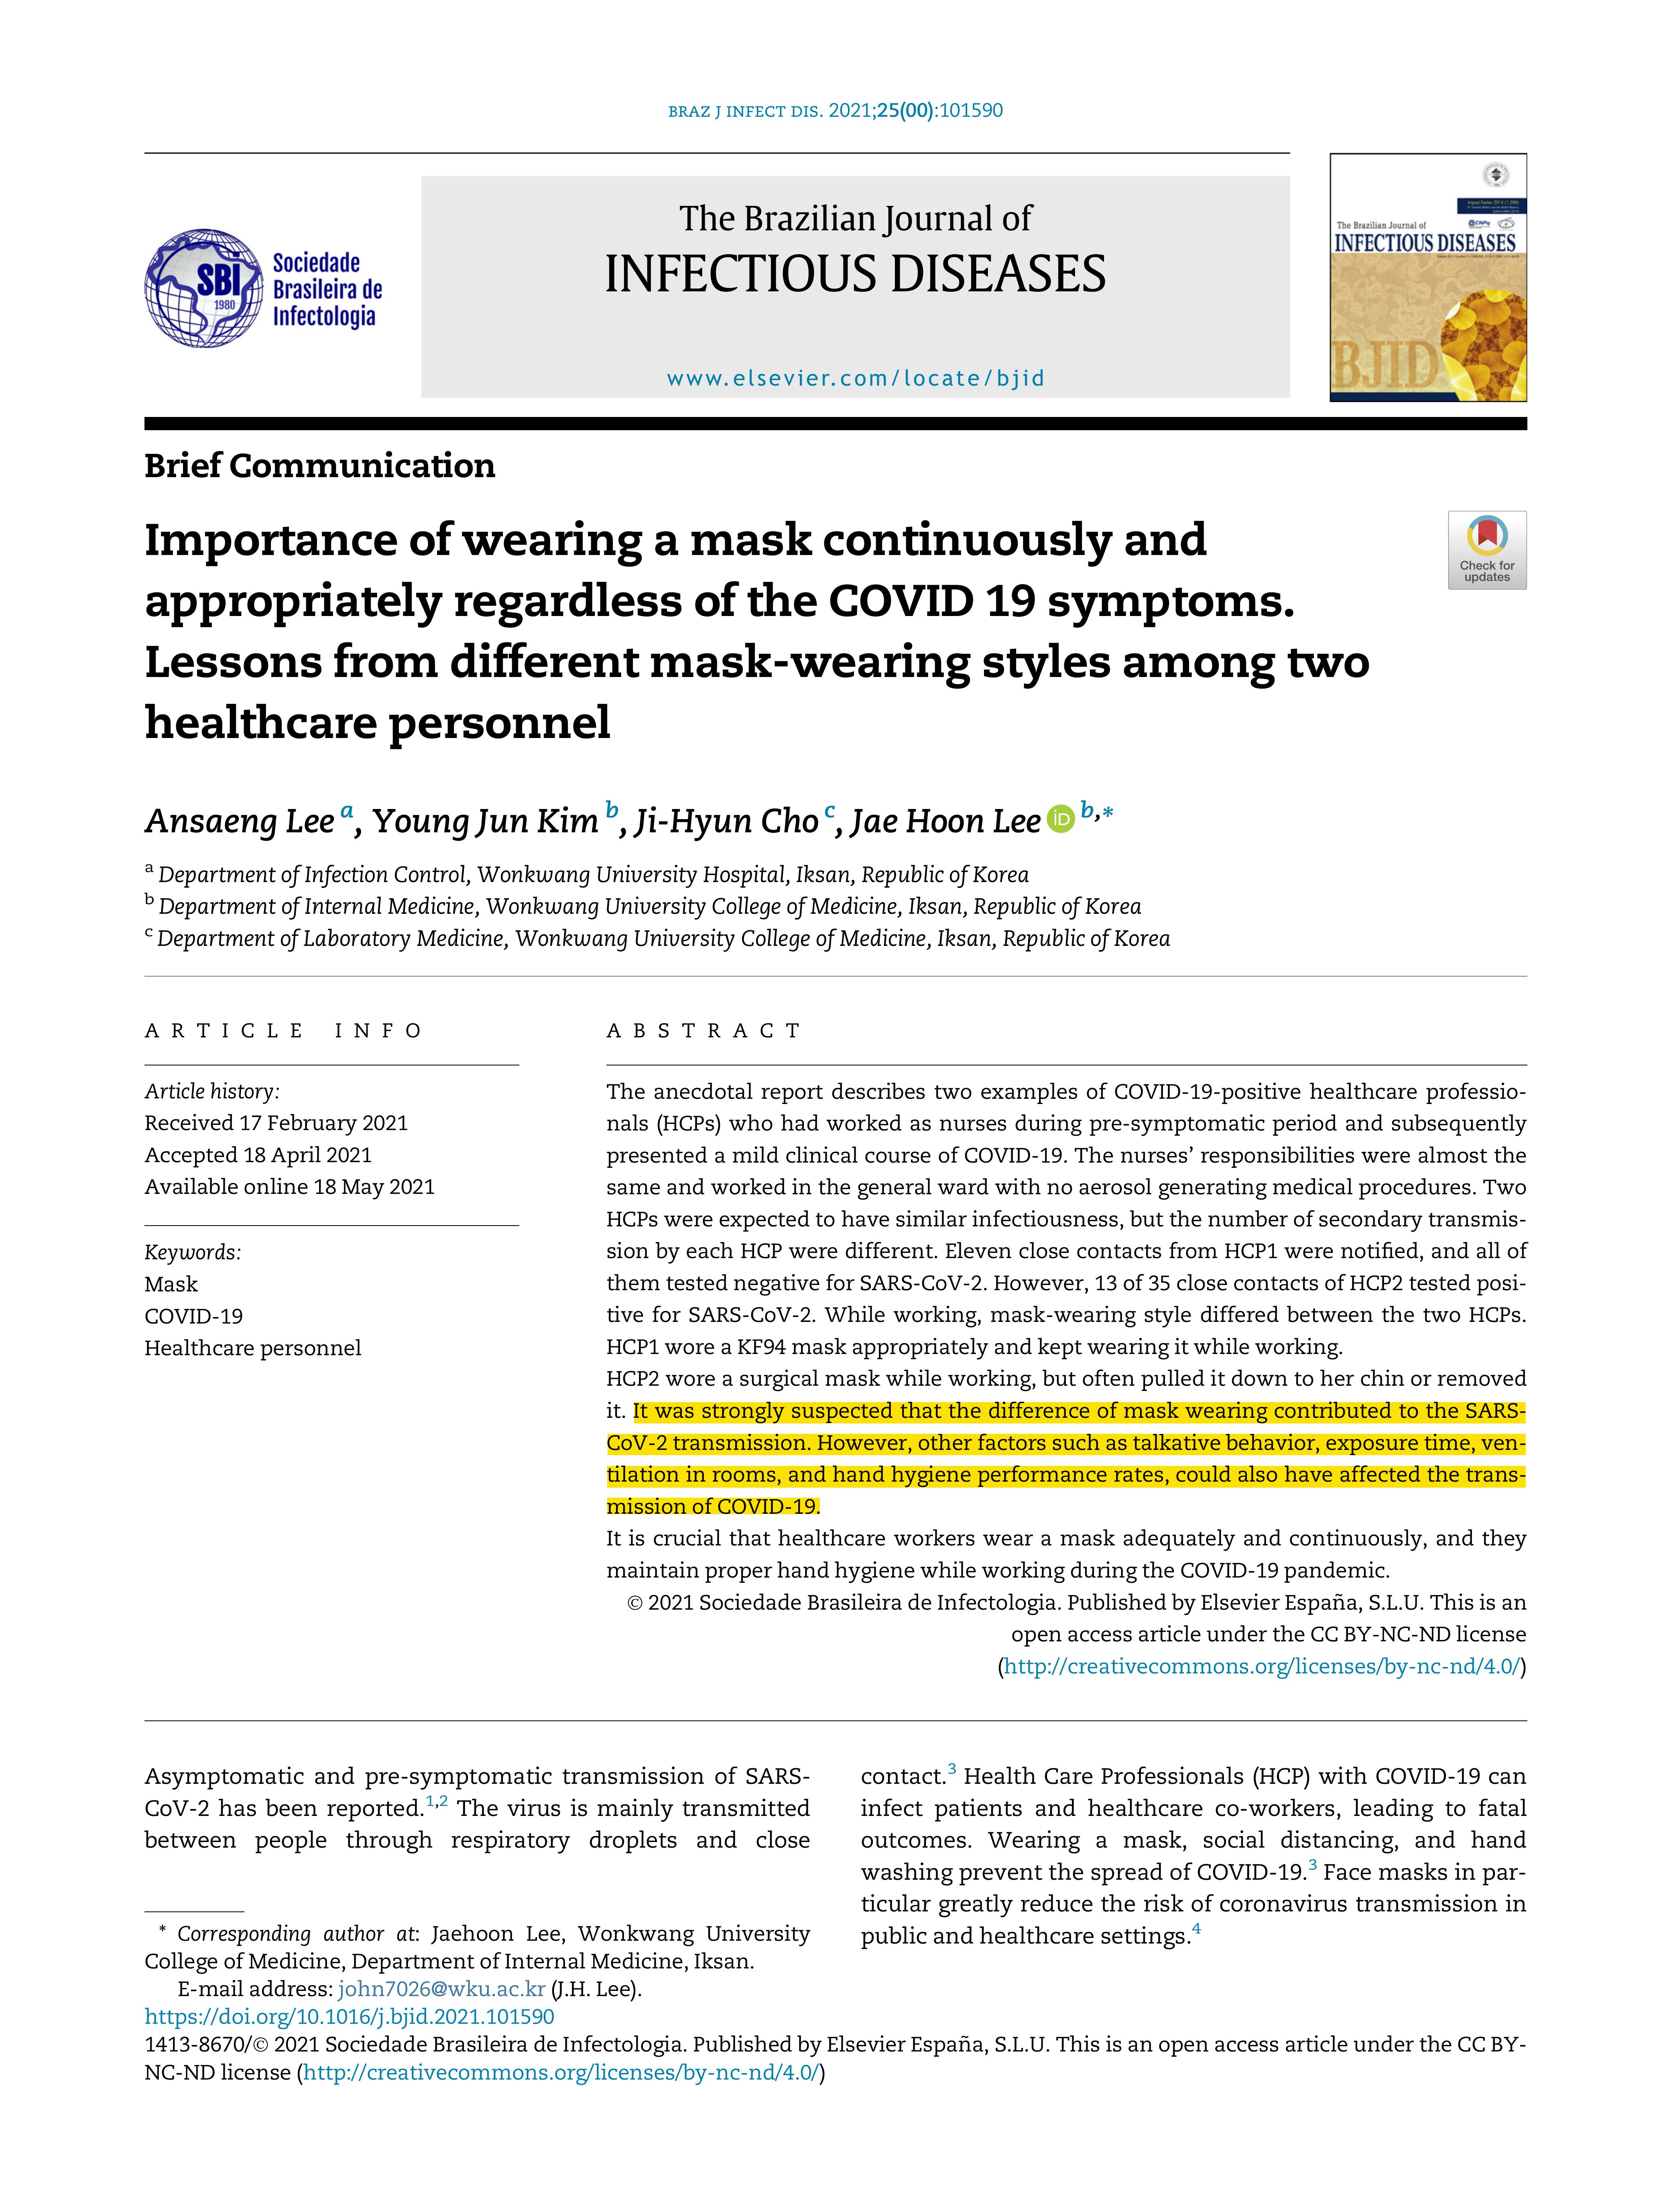 BRAZ J INFECT DIS. 2021;25(00):101590
The Brazilian Journal of
INFECTIOUS DISEASES
www.elsevier.com/locate/bjid
SBI
1980
Sociedade
Brasileira de
Infectologia
The Brazilian Journal of
INFECTIOUS DISEASES
BJID
Brief Communication
Importance of wearing a mask continuously and
appropriately regardless of the COVID 19 symptoms.
Lessons from different mask-wearing styles among two
healthcare personnel
Check for
updates
Ansaeng Lee a, Young Jun Kim b, Ji-Hyun Cho c, Jae Hoon Lee iD b,*
a Department of Infection Control, Wonkwang University Hospital, Iksan, Republic of Korea
b Department of Internal Medicine, Wonkwang University College of Medicine, Iksan, Republic of Korea
c Department of Laboratory Medicine, Wonkwang University College of Medicine, Iksan, Republic of Korea
ARTICLE INFO
Article history:
Received 17 February 2021
Accepted 18 April 2021
Available online 18 May 2021
Keywords:
Mask
COVID-19
Healthcare personnel
ABSTRACT
The anecdotal report describes two examples of COVID-19-positive healthcare professio-
nals (HCPs) who had worked as nurses during pre-symptomatic period and subsequently
presented a mild clinical course of COVID-19. The nurses' responsibilities were almost the
same and worked in the general ward with no aerosol generating medical procedures. Two
HCPs were expected to have similar infectiousness, but the number of secondary transmis-
sion by each HCP were different. Eleven close contacts from HCP1 were notified, and all of
them tested negative for SARS-CoV-2. However, 13 of 35 close contacts of HCP2 tested posi-
tive for SARS-CoV-2. While working, mask-wearing style differed between the two HCPs.
HCP1 wore a KF94 mask appropriately and kept wearing it while working.
HCP2 wore a surgical mask while working, but often pulled it down to her chin or removed
it. It was strongly suspected that the difference of mask wearing contributed to the SARS-
CoV-2 transmission. However, other factors such as talkative behavior, exposure time, ven-
tilation in rooms, and hand hygiene performance rates, could also have affected the trans-
mission of COVID-19.
It is crucial that healthcare workers wear a mask adequately and continuously, and they
maintain proper hand hygiene while working during the COVID-19 pandemic.
© 2021 Sociedade Brasileira de Infectologia. Published by Elsevier España, S.L.U. This is an
open access article under the CC BY-NC-ND license
(http://creativecommons.org/licenses/by-nc-nd/4.0/)
Asymptomatic and pre-symptomatic transmission of SARS-
CoV-2 has been reported.1,2 The virus is mainly transmitted
between people through respiratory droplets and close
contact.3 Health Care Professionals (HCP) with COVID-19 can
infect patients and healthcare co-workers, leading to fatal
outcomes. Wearing a mask, social distancing, and hand
washing prevent the spread of COVID-19.3 Face masks in par-
ticular greatly reduce the risk of coronavirus transmission in
public and healthcare settings.4
* Corresponding author at: Jaehoon Lee, Wonkwang University
College of Medicine, Department of Internal Medicine, Iksan.
E-mail address: john7026@wku.ac.kr (J.H. Lee).
https://doi.org/10.1016/j.bjid.2021.101590
1413-8670/© 2021 Sociedade Brasileira de Infectologia. Published by Elsevier España, S.L.U. This is an open access article under the CC BY-
NC-ND license (http://creativecommons.org/licenses/by-nc-nd/4.0/)